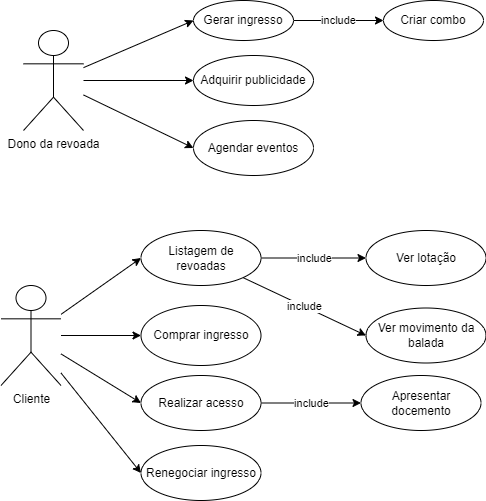 Gerar ingresso
include
Criar combo
Adquirir publicidade
Dono da revoada
Agendar eventos
Listagem de
revoadas
include
Ver lotação
include
Comprar ingresso
Ver movimento da
balada
Cliente
Realizar acesso
include
Apresentar
docemento
Renegociar ingresso